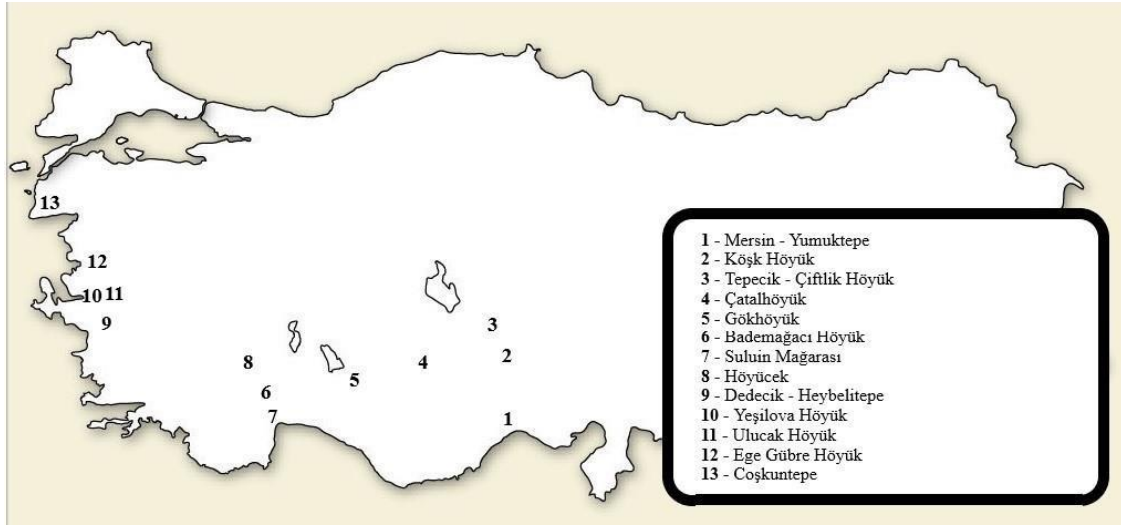 13
12
10 11
9
3
8
4
2
5
6
7
1
1 - Mersin - Yumuktepe
2 - Köşk Höyük
3 - Tepecik - Çiftlik Höyük
4 - Çatalhöyük
5 - Gökhöyük
6 - Bademağacı Höyük
7 - Suluin Mağarası
8 - Höyücek
9 - Dedecik - Heybelitepe
10 - Yeşilova Höyük
11 - Ulucak Höyük
12 - Ege Gübre Höyük
13 - Coşkuntepe